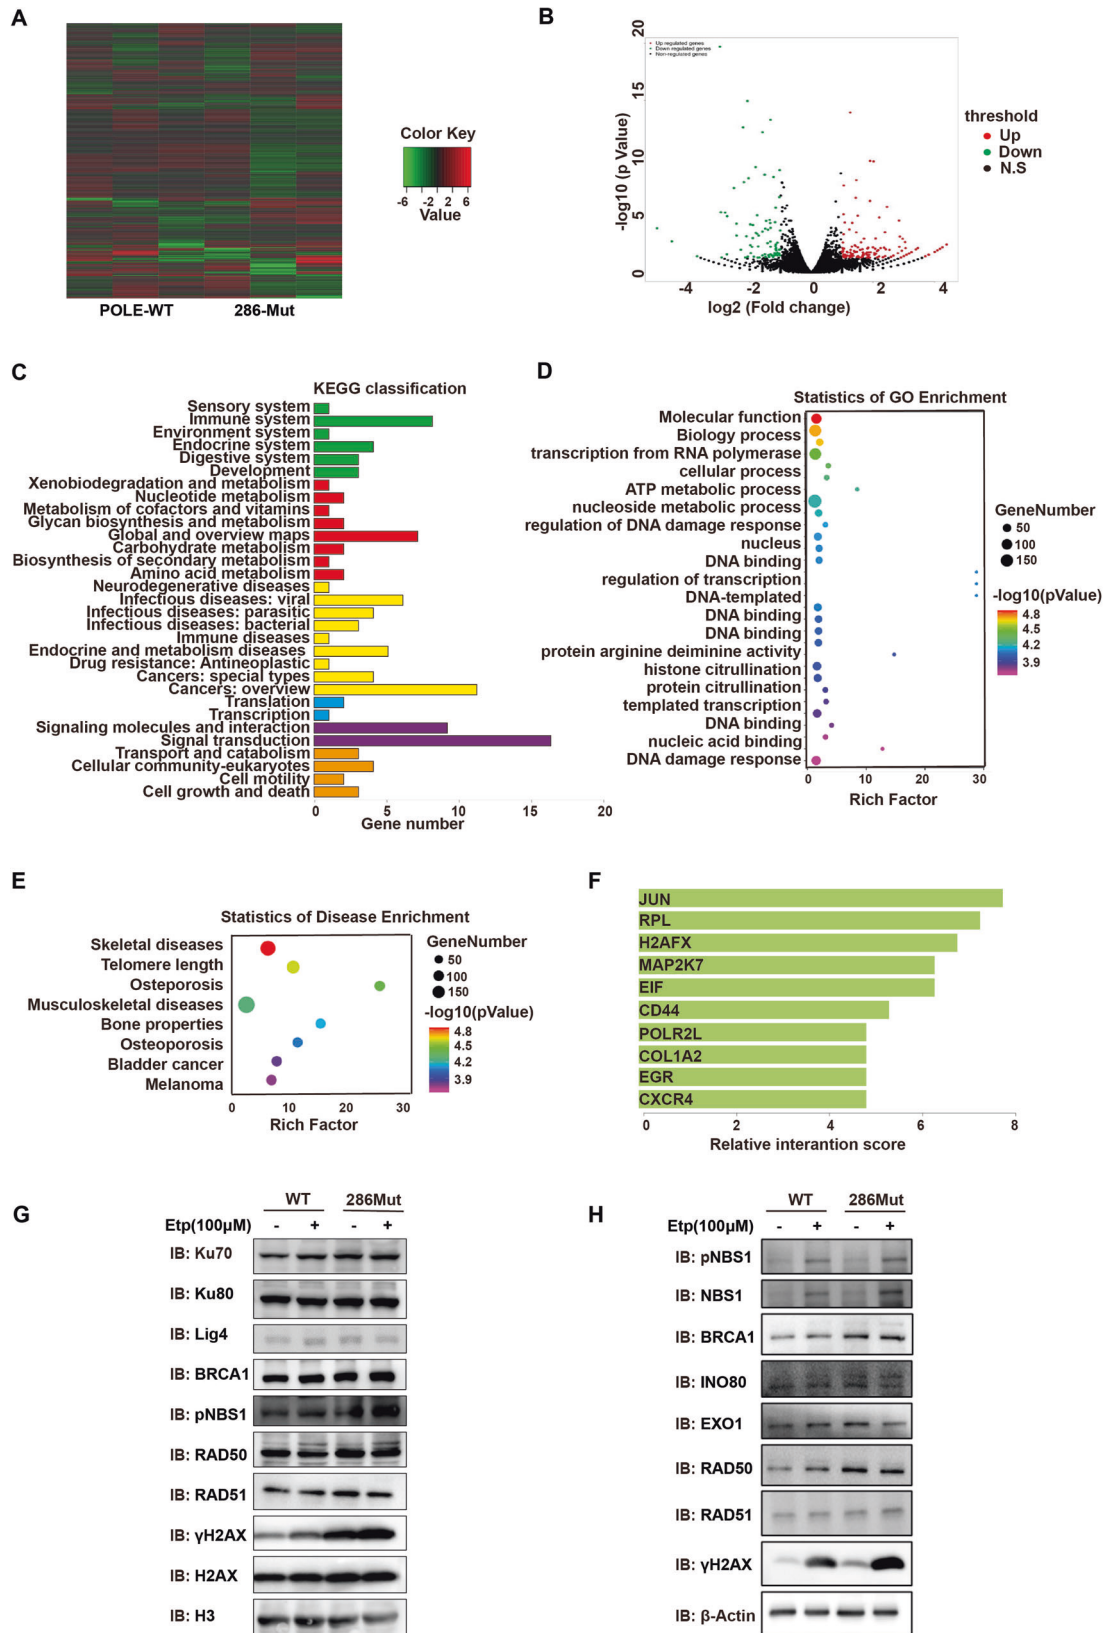 A
Color Key
-6
-2
0
2
6
Value
POLE-WT
286-Mut
B
20
15
10
5
0
-log10 (p Value)
Up regulated genes
Down regulated genes
Non-regulated genes
-4
-2
0
2
4
log2 (Fold change)
threshold
Up
Down
N.S
C
KEGG classification
Sensory system
Immune system
Environment system
Endocrine system
Digestive system
Development
Xenobiodegradation and metabolism
Nucleotide metabolism
Metabolism of cofactors and vitamins
Glycan biosynthesis and metabolism
Global and overview maps
Carbohydrate metabolism
Biosynthesis of secondary metabolism
Amino acid metabolism
Neurodegenerative diseases
Infectious diseases: viral
Infectious diseases: parasitic
Infectious diseases: bacterial
Immune diseases
Endocrine and metabolism diseases
Drug resistance: Antineoplastic
Cancers: special types
Cancers: overview
Translation
Transcription
Signaling molecules and interaction
Signal transduction
Transport and catabolism
Cellular community-eukaryotes
Cell motility
Cell growth and death
0
5
10
15
20
Gene number
D
Statistics of GO Enrichment
Molecular function
Biology process
transcription from RNA polymerase
cellular process
ATP metabolic process
nucleoside metabolic process
regulation of DNA damage response
nucleus
DNA binding
regulation of transcription
DNA-templated
DNA binding
DNA binding
protein arginine deiminine activity
histone citrullination
protein citrullination
templated transcription
DNA binding
nucleic acid binding
DNA damage response
0
10
20
30
Rich Factor
GeneNumber
50
100
150
-log10(pValue)
4.8
4.5
4.2
3.9
E
Statistics of Disease Enrichment
Skeletal diseases
Telomere length
Osteporosis
Musculoskeletal diseases
Bone properties
Osteoporosis
Bladder cancer
Melanoma
0
10
20
30
Rich Factor
GeneNumber
50
100
150
-log10(pValue)
4.8
4.5
4.2
3.9
F
JUN
RPL
H2AFX
MAP2K7
EIF
CD44
POLR2L
COL1A2
EGR
CXCR4
0
2
4
6
8
Relative interantion score
G
WT
286Mut
Etp(100μM)
-
+
-
+
IB: Ku70
IB: Ku80
IB: Lig4
IB: BRCA1
IB: pNBS1
IB: RAD50
IB: RAD51
IB: γH2AX
IB: H2AX
IB: H3
H
WT
286Mut
Etp(100μM)
-
+
-
+
IB: pNBS1
IB: NBS1
IB: BRCA1
IB: INO80
IB: EXO1
IB: RAD50
IB: RAD51
IB: γH2AX
IB: β-Actin